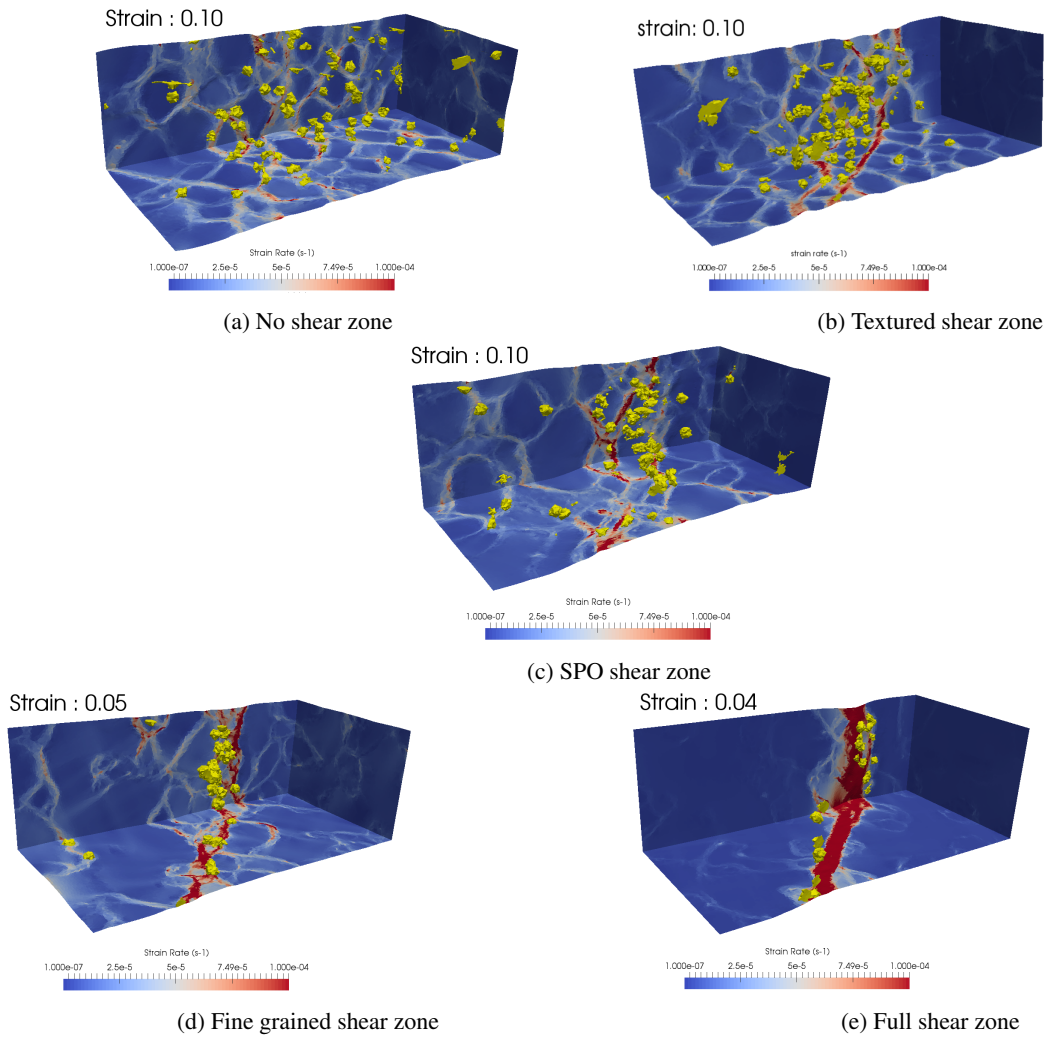 Strain : 0.10
strain: 0.10
Strain Rate (s-1)
1.000e-07 2.5e-5 5e-5 7.49e-5 1.000e-04
strain rate (s-1)
1.000e-07 2.5e-5 5e-5 7.49e-5 1.000e-04
(a) No shear zone
(b) Textured shear zone
Strain : 0.10
Strain Rate (s-1)
1.000e-07 2.5e-5 5e-5 7.49e-5 1.000e-04
(c) SPO shear zone
Strain : 0.05
Strain : 0.04
Strain Rate (s-1)
1.000e-07 2.5e-5 5e-5 7.49e-5 1.000e-04
Strain Rate (s-1)
1.000e-07 2.5e-5 5e-5 7.49e-5 1.000e-04
(d) Fine grained shear zone
(e) Full shear zone